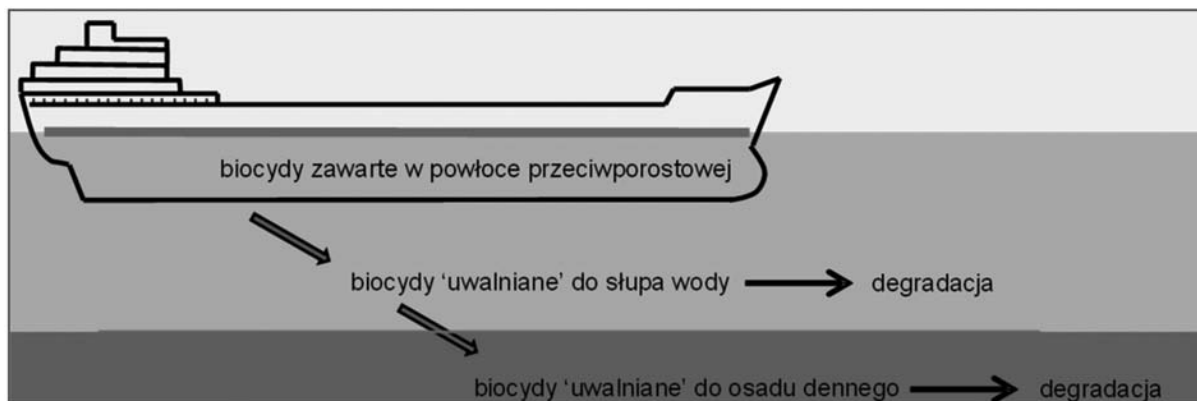 biocydy zawarte w powłoce przeciwporostowej
biocydy ‘uwalniane’ do słupa wody degradacja
biocydy ‘uwalniane’ do osadu dennego degradacja